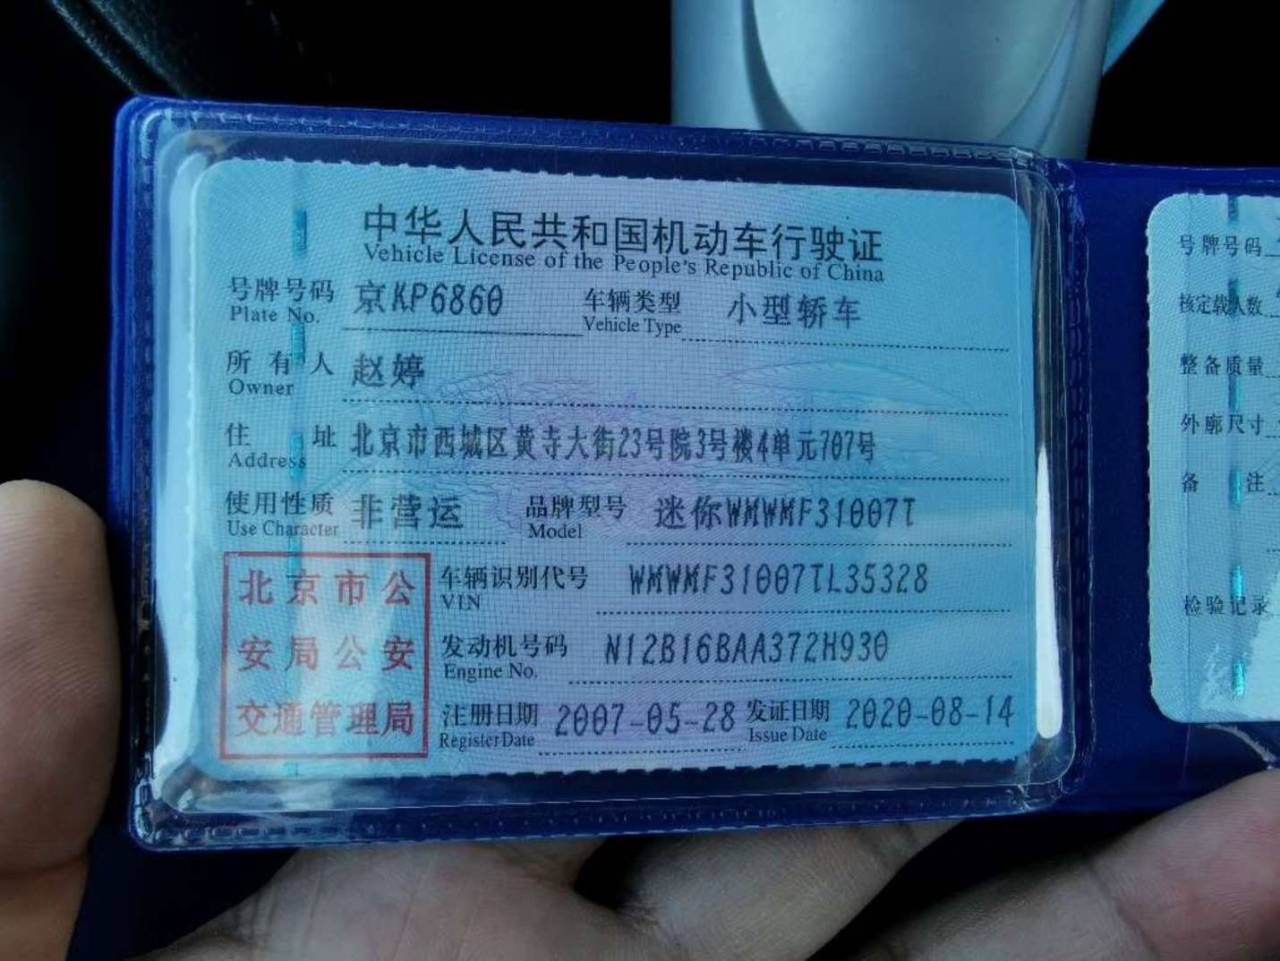 中华人民共和国机动车行驶证
Vehicle License of the People's Republic of China
号牌号码 京KP6860 车辆类型 小型轿车
Plate No. Vehicle Type
所有人 赵婷
Owner
住址 北京市西城区黄寺大街23号院3号楼4单元707号
Address
使用性质 非营运 品牌型号 迷你WMWMF31007T
Use Character Model
车辆识别代号 WMWMF31007TL35328
VIN
发动机号码 N12B16BAA372H930
Engine No.
注册日期 2007-05-28 发证日期 2020-08-14
Register Date Issue Date
北京市公
安局公安
交通管理局
号牌号码
核定载人数
整备质量
外廓尺寸
备注
检验记录